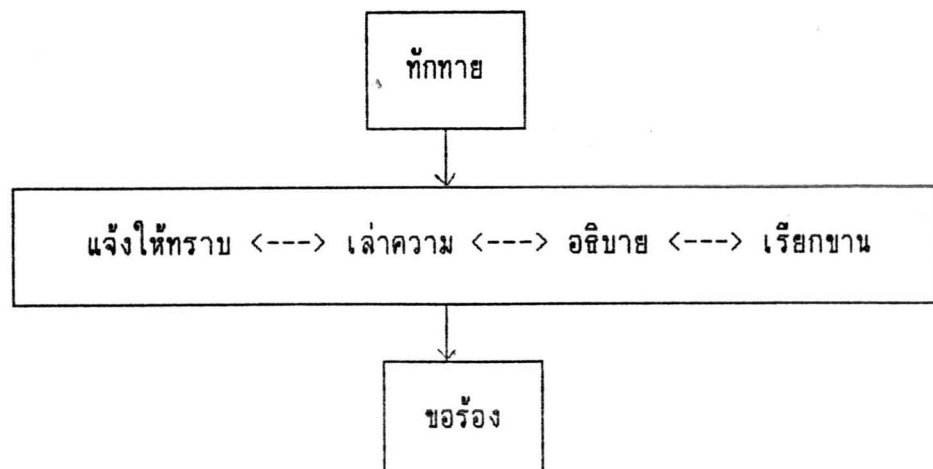 ทักทาย
แจ้งให้ทราบ <---> เล่าความ <---> อธิบาย <---> เรียกขาน
ขอร้อง